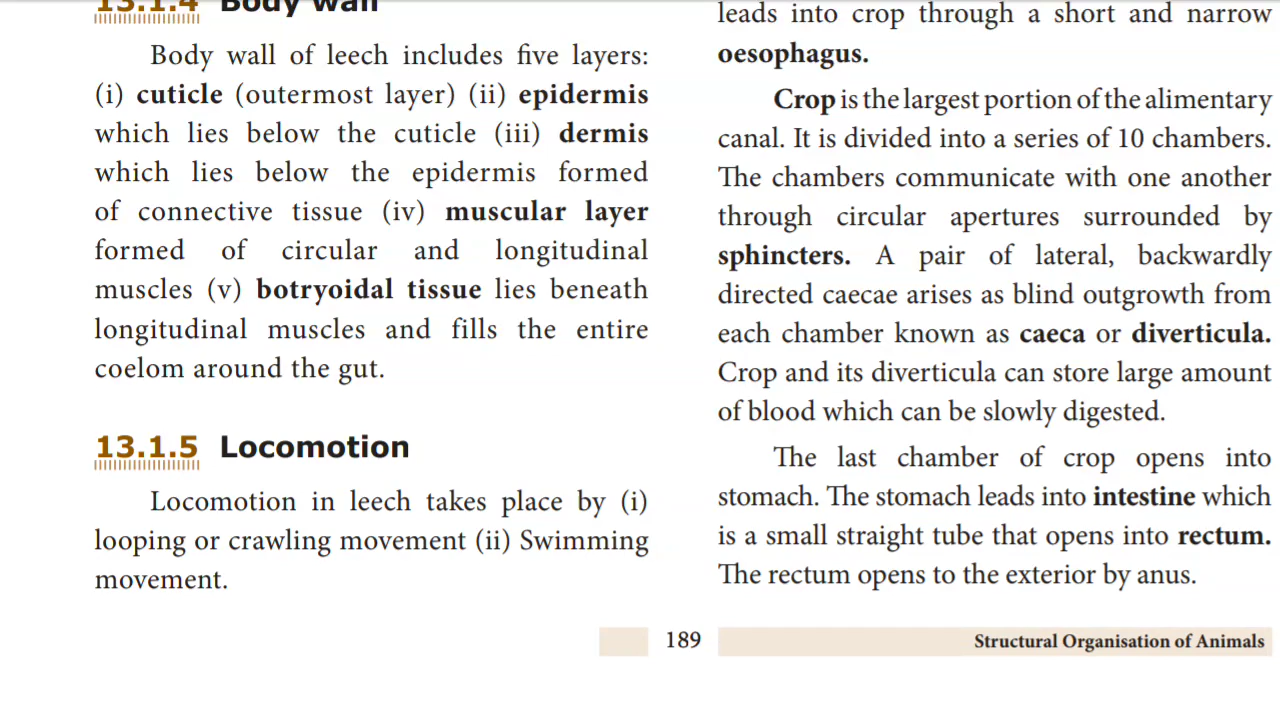 13.1.4 Body wall
Body wall of leech includes five layers:
(i) cuticle (outermost layer) (ii) epidermis
which lies below the cuticle (iii) dermis
which lies below the epidermis formed
of connective tissue (iv) muscular layer
formed of circular and longitudinal
muscles (v) botryoidal tissue lies beneath
longitudinal muscles and fills the entire
coelom around the gut.
13.1.5 Locomotion
Locomotion in leech takes place by (i)
looping or crawling movement (ii) Swimming
movement.
leads into crop through a short and narrow
oesophagus.
Crop is the largest portion of the alimentary
canal. It is divided into a series of 10 chambers.
The chambers communicate with one another
through circular apertures surrounded by
sphincters. A pair of lateral, backwardly
directed caecae arises as blind outgrowth from
each chamber known as caeca or diverticula.
Crop and its diverticula can store large amount
of blood which can be slowly digested.
The last chamber of crop opens into
stomach. The stomach leads into intestine which
is a small straight tube that opens into rectum.
The rectum opens to the exterior by anus.
189 Structural Organisation of Animals